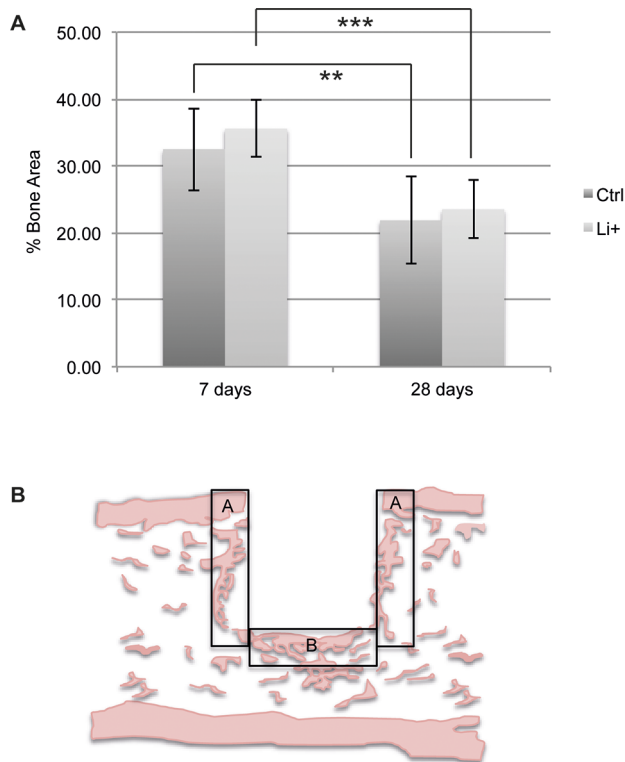 A
50.00
40.00
30.00
20.00
10.00
0.00
% Bone Area
***
**
7 days
28 days
Ctrl
Li+
B
A
A
B